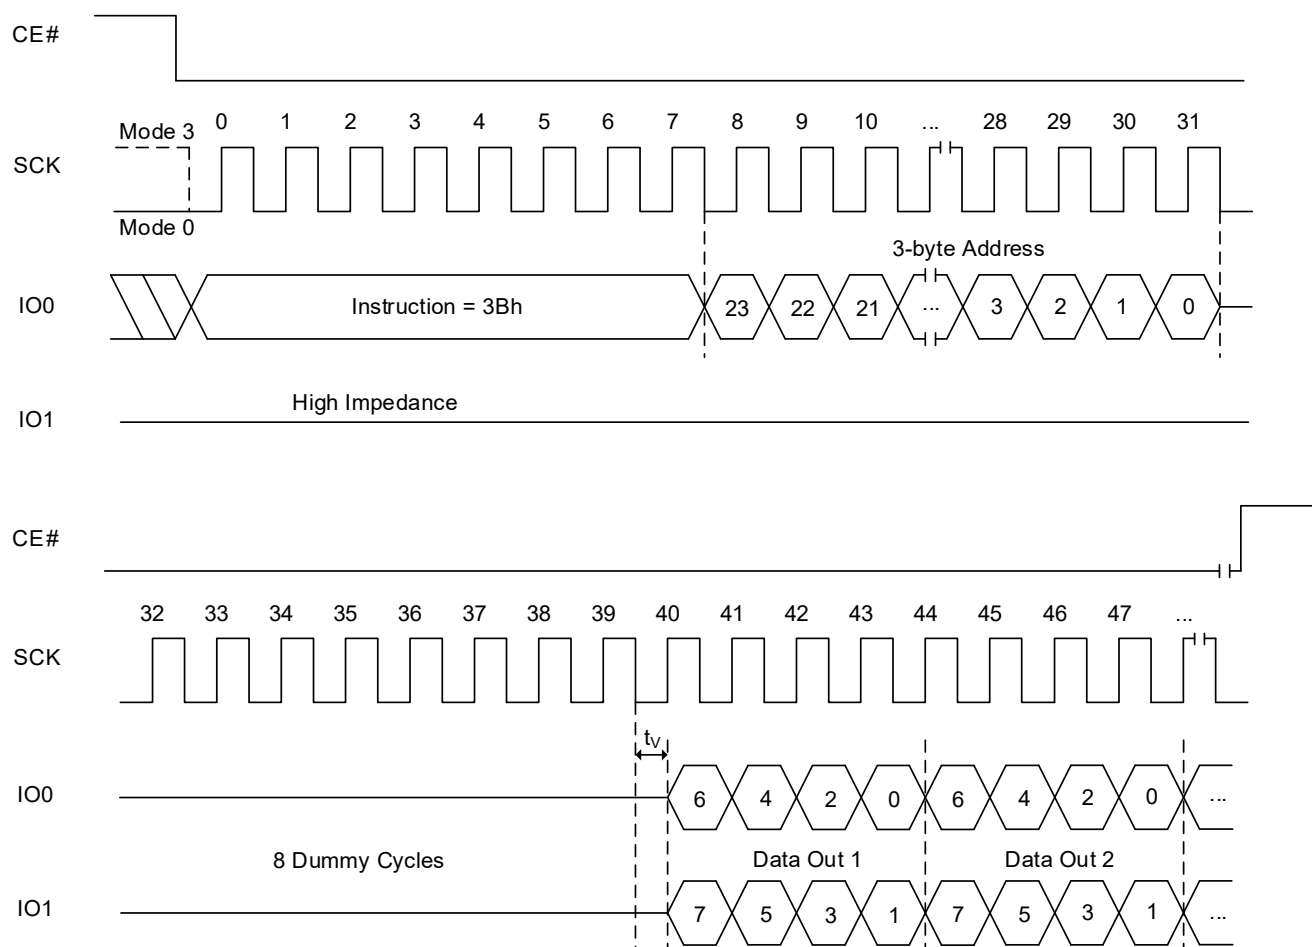 CE#
Mode 3 0 1 2 3 4 5 6 7 8 9 10 ... 28 29 30 31
SCK
Mode 0
3-byte Address
IO0 Instruction = 3Bh 23 22 21 ... 3 2 1 0
High Impedance
IO1
CE#
32 33 34 35 36 37 38 39 40 41 42 43 44 45 46 47 ...
SCK
tV
IO0 6 4 2 0 6 4 2 0 ...
8 Dummy Cycles Data Out 1 Data Out 2
IO1 7 5 3 1 7 5 3 1 ...